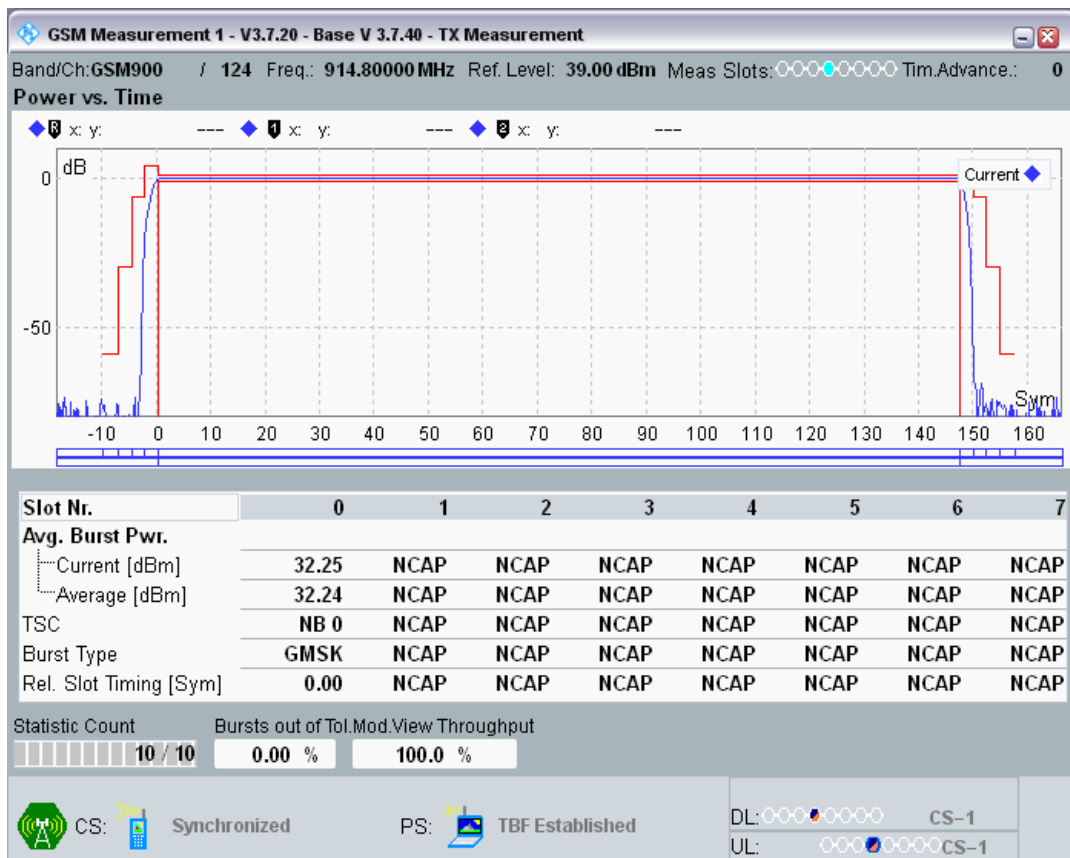 GSM Measurement 1 - V3.7.20 - Base V 3.7.40 - TX Measurement
Band/Ch:GSM900 / 124 Freq.: 914.80000 MHz Ref. Level: 39.00 dBm Meas Slots: Tim.Advance.: 0
Power vs. Time
R x: y: --- 1 x: y: --- 2 x: y: ---
dB
Current
0
-50
Sym
-10 0 10 20 30 40 50 60 70 80 90 100 110 120 130 140 150 160
Slot Nr. 0 1 2 3 4 5 6 7
Avg. Burst Pwr.
Current [dBm] 32.25 NCAP NCAP NCAP NCAP NCAP NCAP NCAP
Average [dBm] 32.24 NCAP NCAP NCAP NCAP NCAP NCAP NCAP
TSC NB 0 NCAP NCAP NCAP NCAP NCAP NCAP NCAP
Burst Type GMSK NCAP NCAP NCAP NCAP NCAP NCAP NCAP
Rel. Slot Timing [Sym] 0.00 NCAP NCAP NCAP NCAP NCAP NCAP NCAP
Statistic Count Bursts out of Tol.Mod.View Throughput
10 / 10 0.00 % 100.0 %
CS: Synchronized PS: TBF Established
DL: CS-1
UL: CS-1